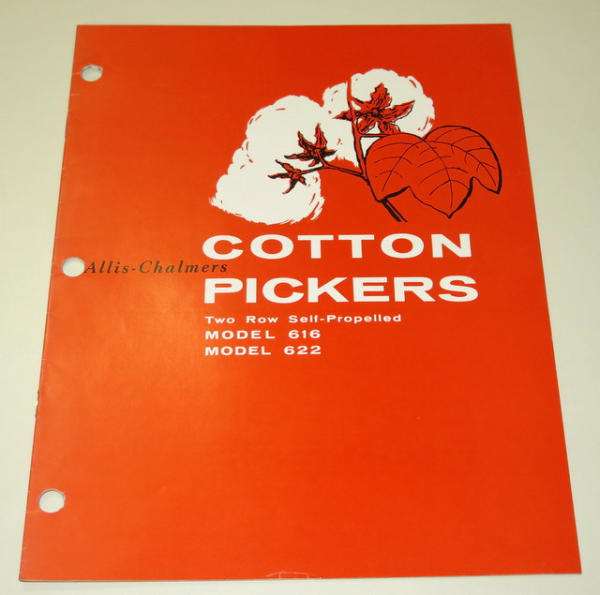 COTTON
Allis-Chalmers
PICKERS
Two Row Self-Propelled
MODEL 616
MODEL 622